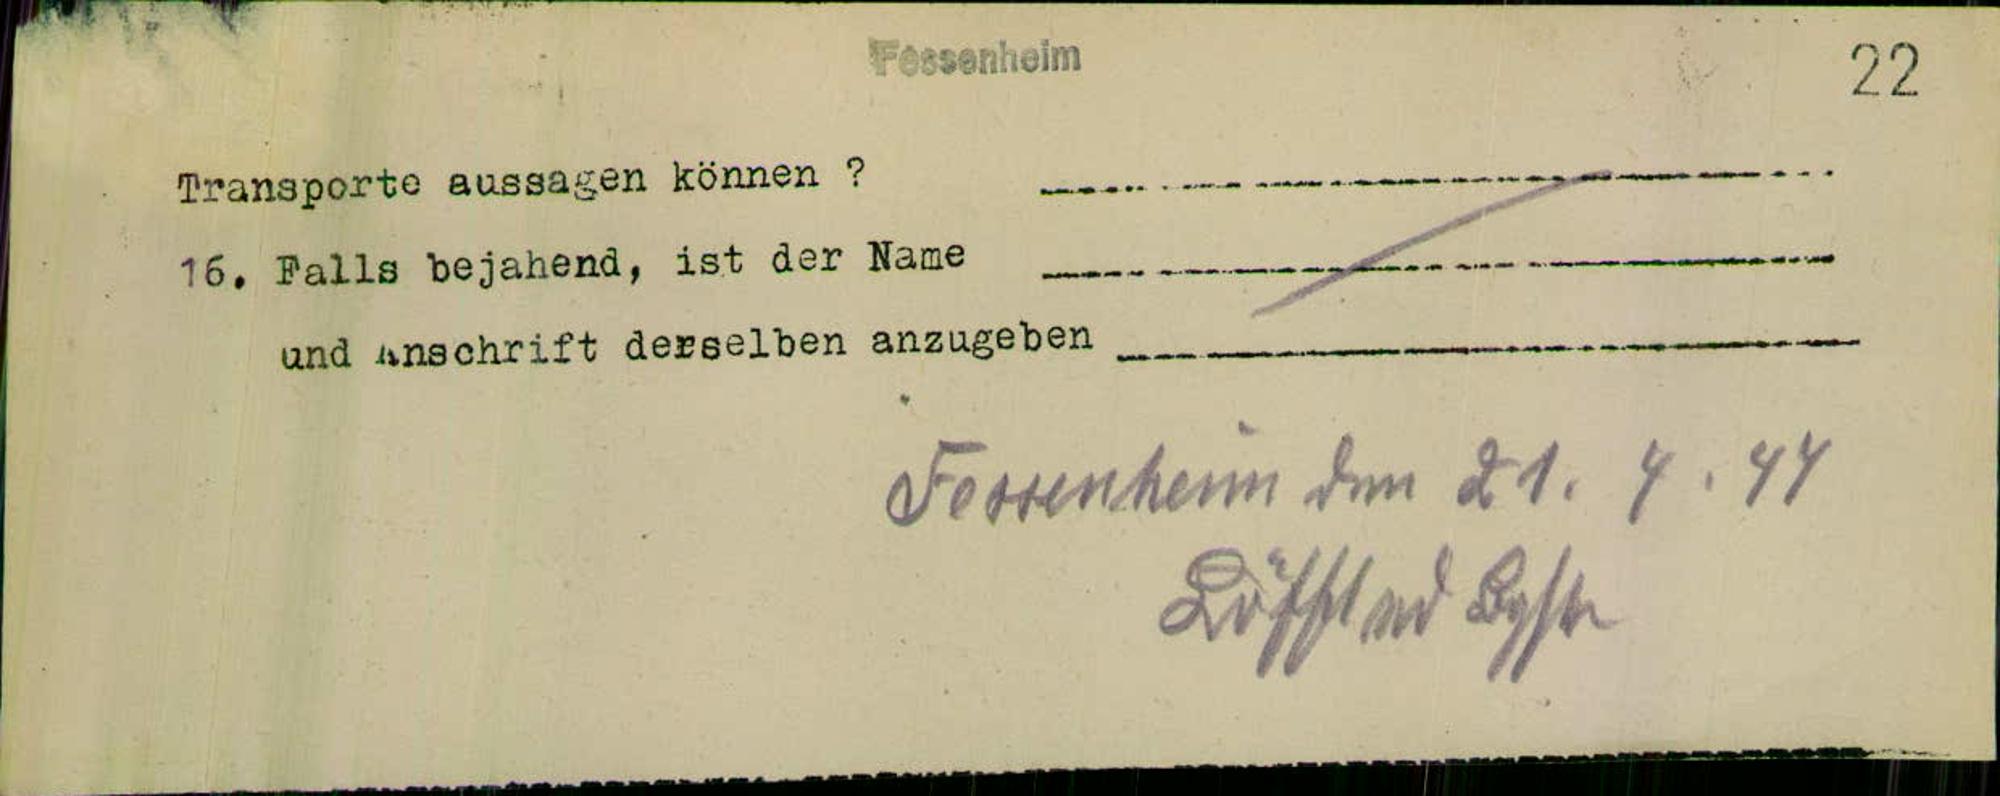 Fessenheim
22
Transporte aussagen können ?
16. Falls bejahend, ist der Name
und Anschrift derselben anzugeben
Fessenheim den 21. 4. 47